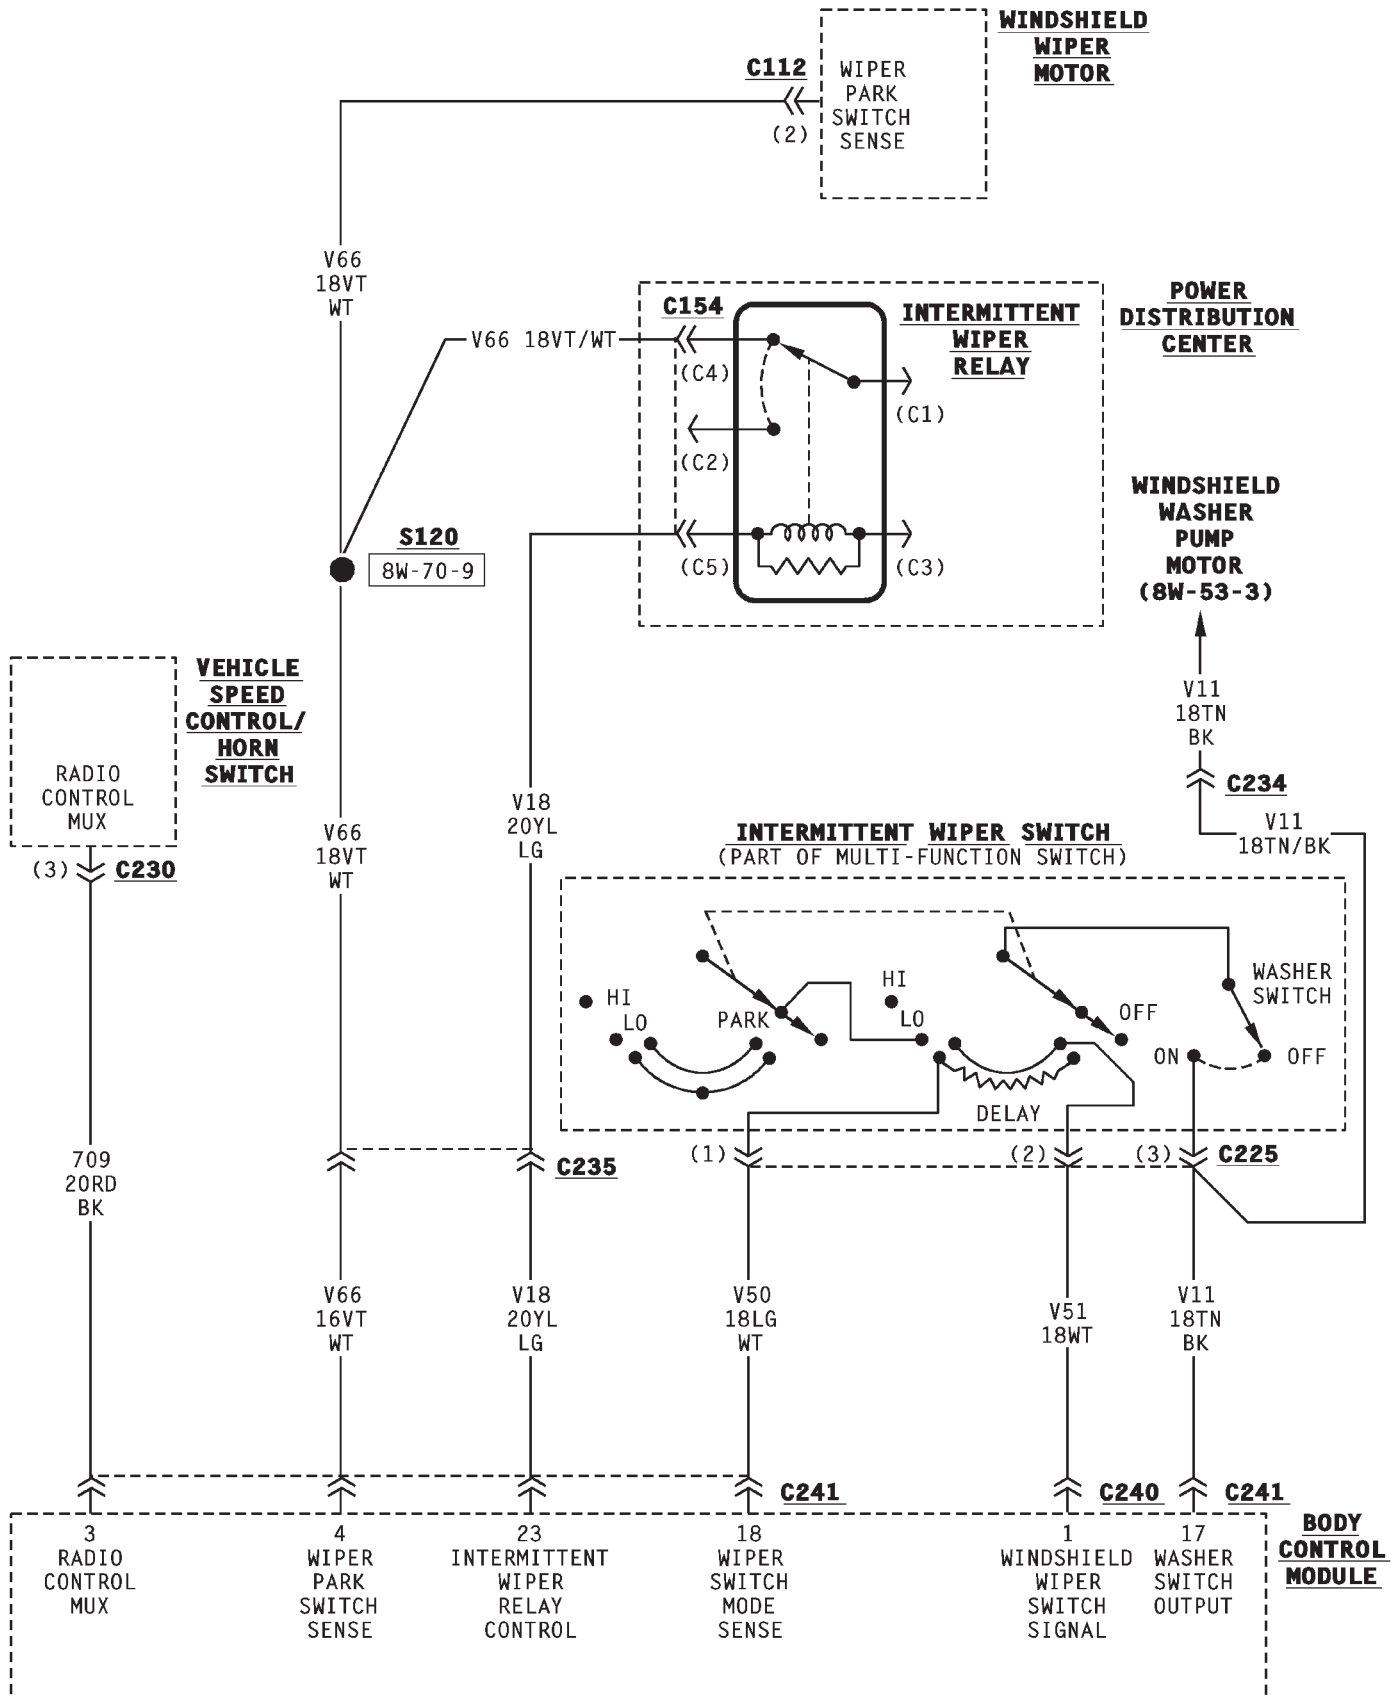 WINDSHIELD
WIPER
MOTOR
C112
(2)
WIPER
PARK
SWITCH
SENSE
V66
18VT
WT
POWER
DISTRIBUTION
CENTER
C154
INTERMITTENT
WIPER
RELAY
V66 18VT/WT
(C4)
(C1)
(C2)
(C5)
(C3)
S120
8W-70-9
WINDSHIELD
WASHER
PUMP
MOTOR
(8W-53-3)
V11
18TN
BK
C234
V11
18TN/BK
VEHICLE
SPEED
CONTROL/
HORN
SWITCH
RADIO
CONTROL
MUX
(3)
C230
V66
18VT
WT
V18
20YL
LG
INTERMITTENT WIPER SWITCH
(PART OF MULTI-FUNCTION SWITCH)
HI
LO
PARK
HI
LO
OFF
DELAY
WASHER
SWITCH
ON
OFF
709
20RD
BK
C235
(1)
(2)
(3)
C225
V66
16VT
WT
V18
20YL
LG
V50
18LG
WT
V51
18WT
V11
18TN
BK
C241
C240
C241
BODY
CONTROL
MODULE
3
RADIO
CONTROL
MUX
4
WIPER
PARK
SWITCH
SENSE
23
INTERMITTENT
WIPER
RELAY
CONTROL
18
WIPER
SWITCH
MODE
SENSE
1
WINDSHIELD
WIPER
SWITCH
SIGNAL
17
WASHER
SWITCH
OUTPUT